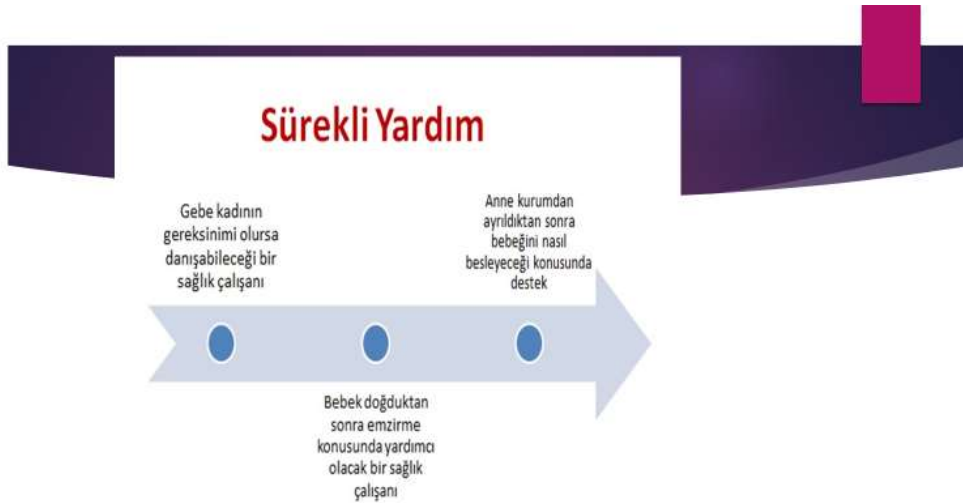 Sürekli Yardım
Gebe kadının
gereksinimi olursa
danışabileceği bir
sağlık çalışanı
Bebek doğduktan
sonra emzirme
konusunda yardımcı
olacak bir sağlık
çalışanı
Anne kurumdan
ayrıldıktan sonra
bebeğini nasıl
besleyeceği konusunda
destek